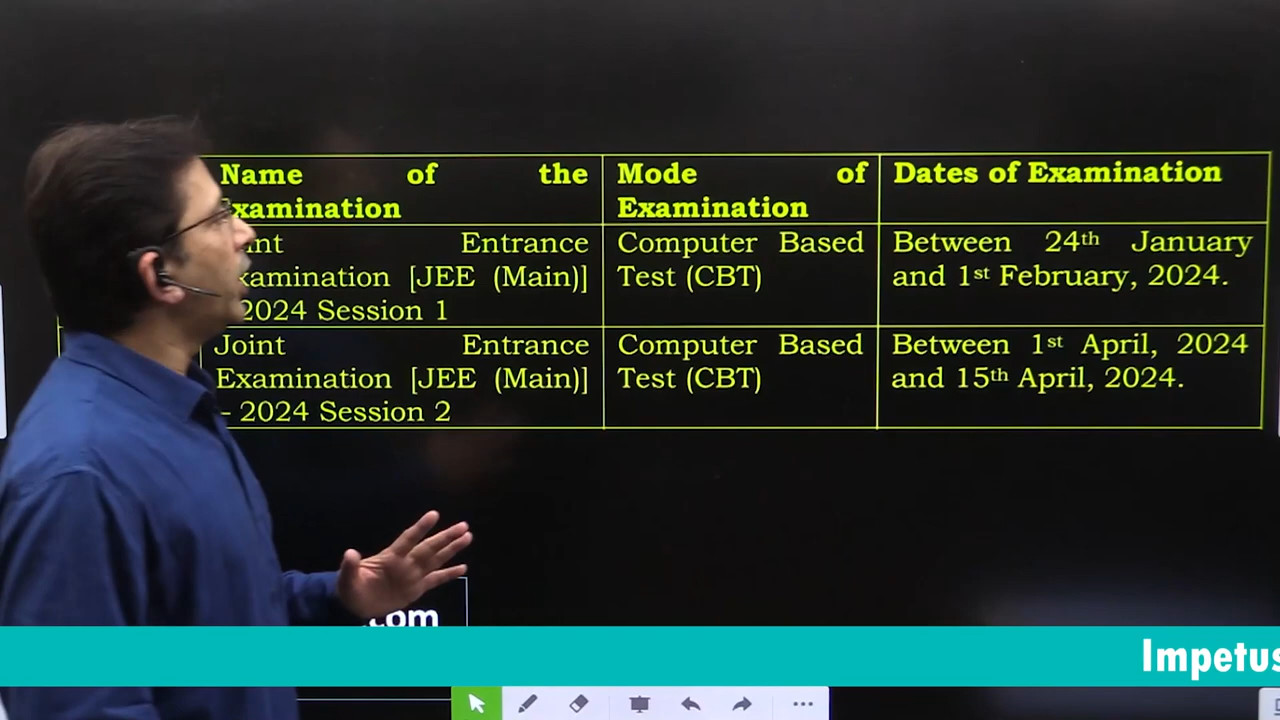 Name of the
xamination
Mode of
Examination
Dates of Examination
int Entrance
xamination [JEE (Main)]
2024 Session 1
Computer Based
Test (CBT)
Between 24th January
and 1st February, 2024.
Joint Entrance
Examination [JEE (Main)]
– 2024 Session 2
Computer Based
Test (CBT)
Between 1st April, 2024
and 15th April, 2024.
.com
Impetus